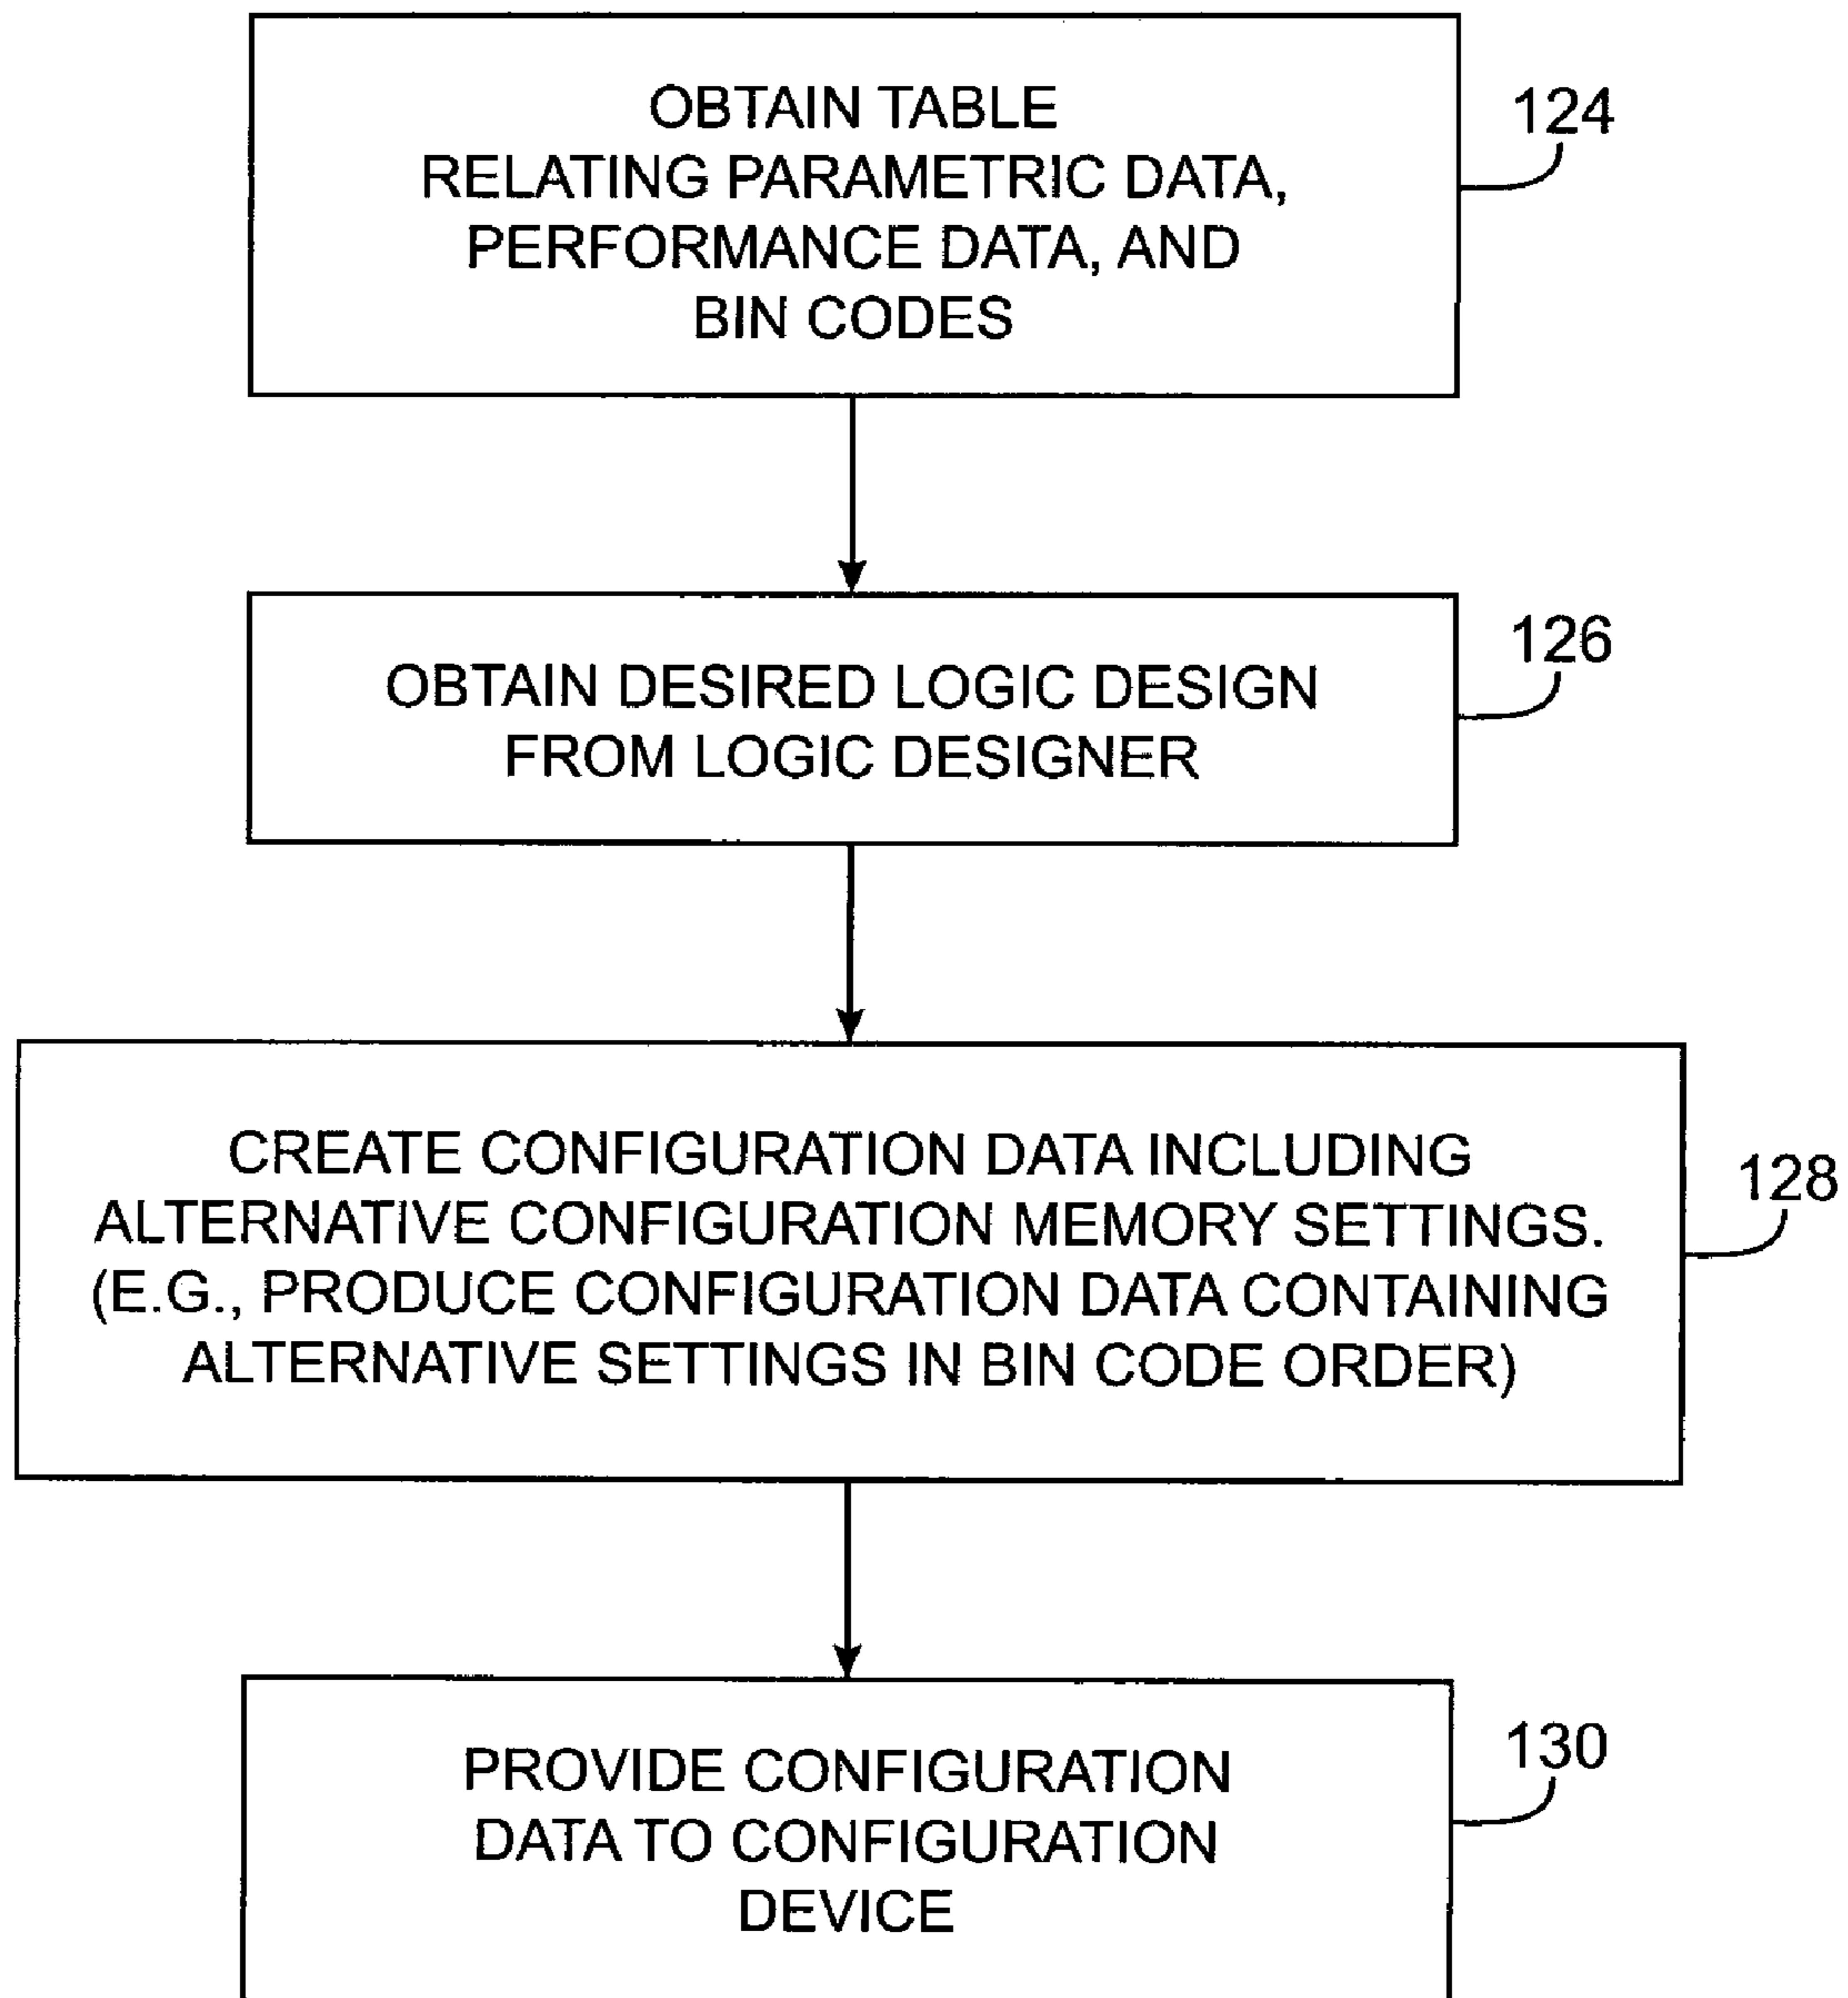 OBTAIN TABLE
RELATING PARAMETRIC DATA,
PERFORMANCE DATA, AND
BIN CODES
124
OBTAIN DESIRED LOGIC DESIGN
FROM LOGIC DESIGNER
126
CREATE CONFIGURATION DATA INCLUDING
ALTERNATIVE CONFIGURATION MEMORY SETTINGS.
(E.G., PRODUCE CONFIGURATION DATA CONTAINING
ALTERNATIVE SETTINGS IN BIN CODE ORDER)
128
PROVIDE CONFIGURATION
DATA TO CONFIGURATION
DEVICE
130